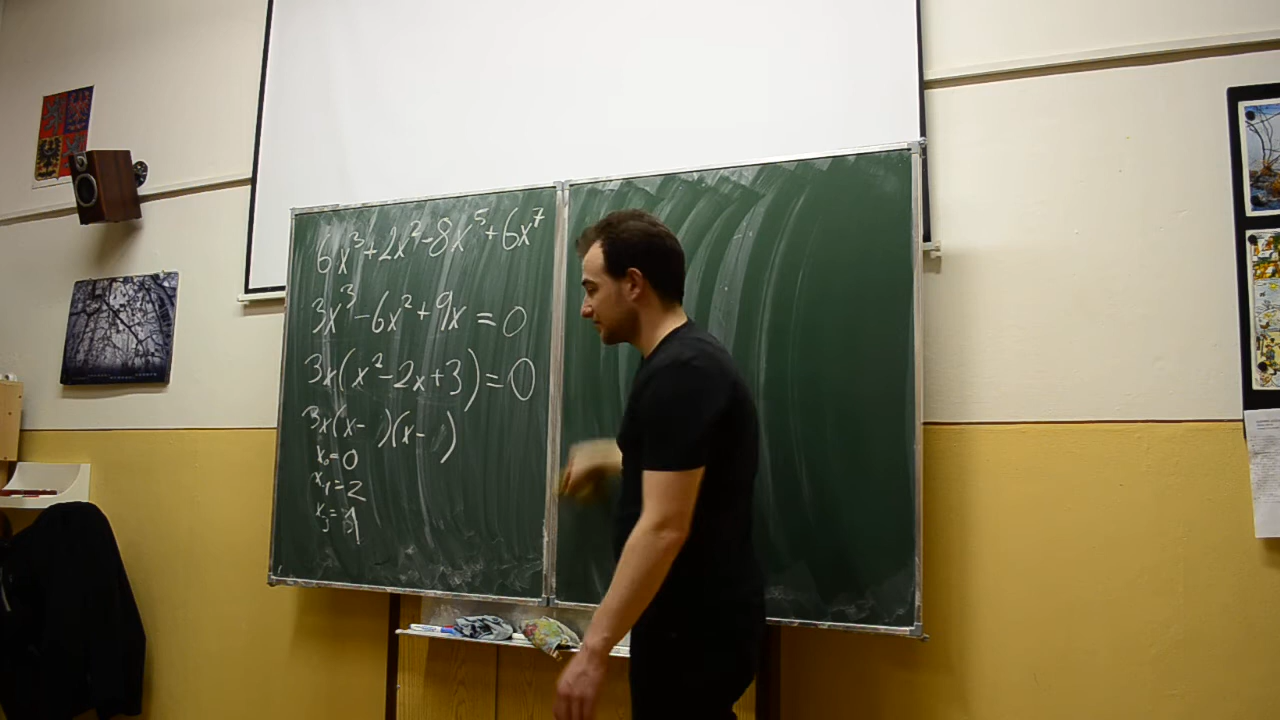 6x³+2x²-8x⁵+6x⁷
3x³-6x²+9x=0
3x(x²-2x+3)=0
3x(x- )(x- )
x₀=0
x₁=2